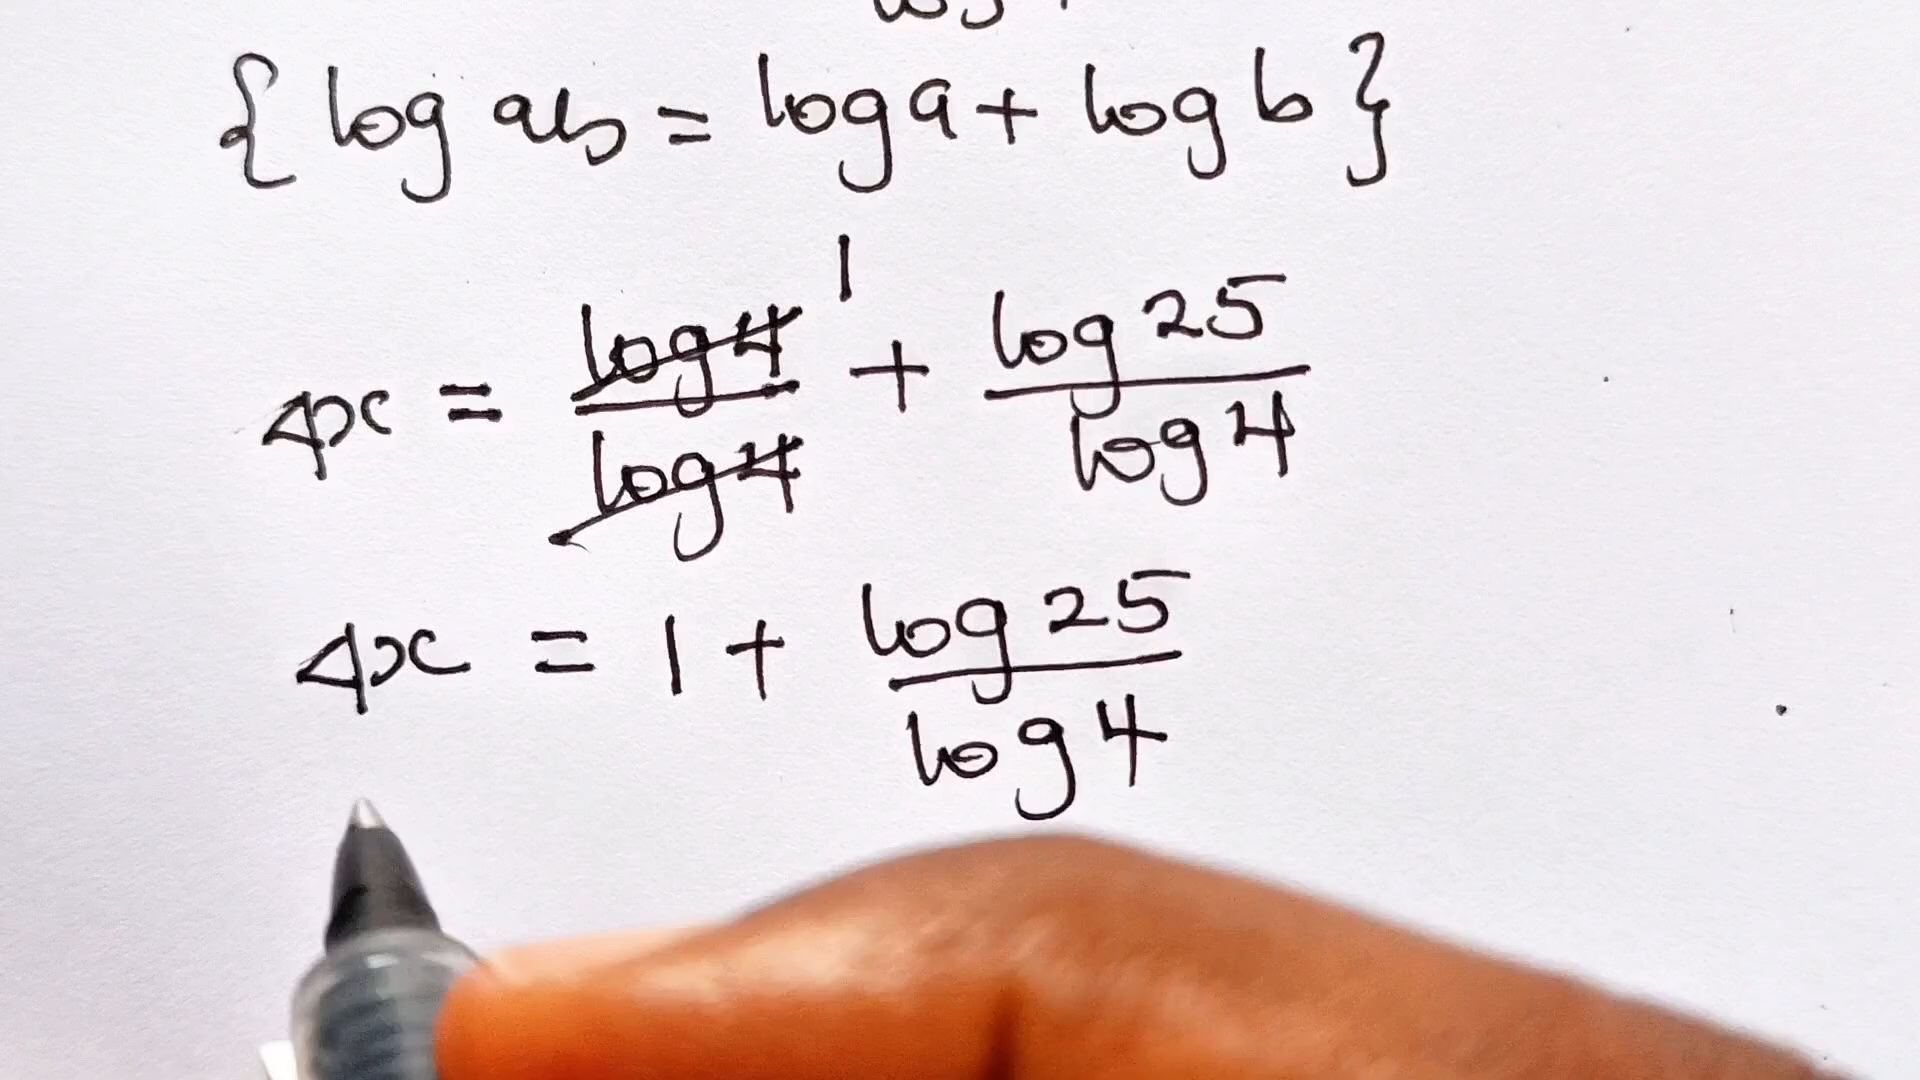 { log ab = log a + log b }
4x = log 4 / log 4 1 + log 25 / log 4
4x = 1 + log 25 / log 4